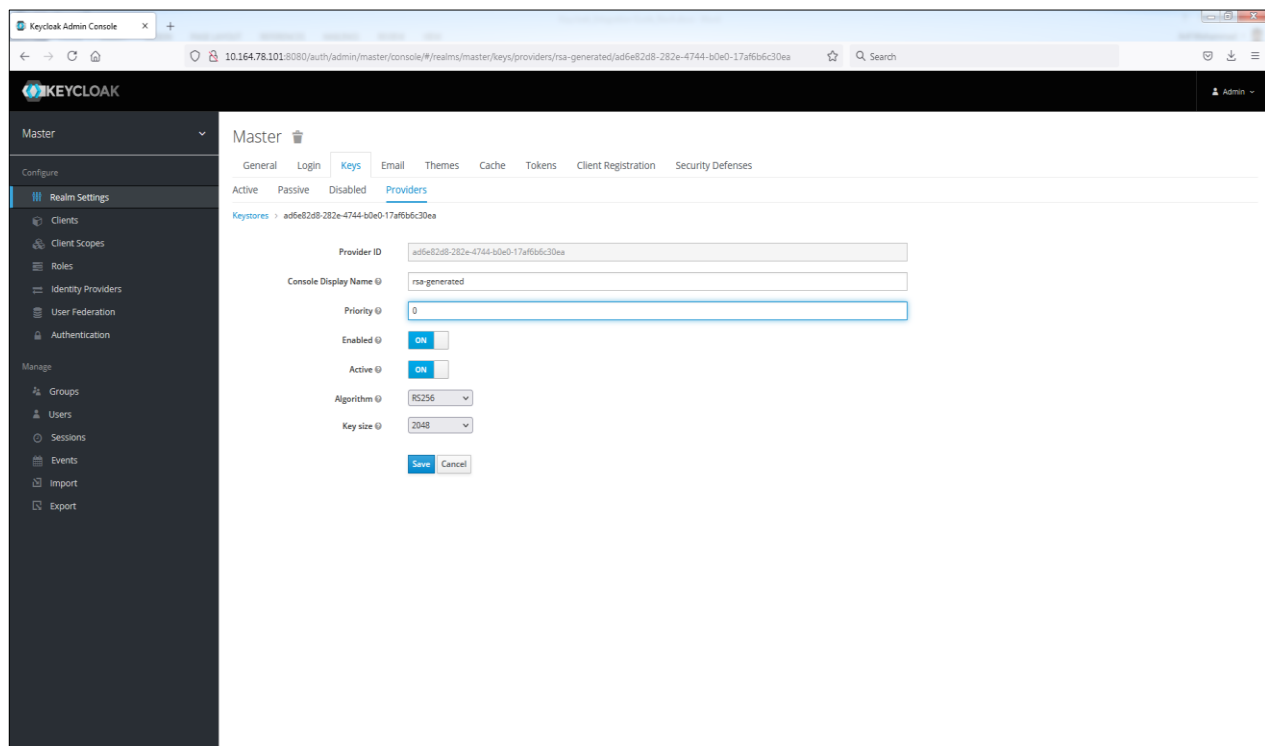 Keycloak Admin Console × +
10.164.78.101:8080/auth/admin/master/console/#/realms/master/keys/providers/rsa-generated/ad6e82d8-282e-4744-b0e0-17af6b6c30ea Search
KEYCLOAK Admin
Master
Configure
Realm Settings
Clients
Client Scopes
Roles
Identity Providers
User Federation
Authentication
Manage
Groups
Users
Sessions
Events
Import
Export
Master
General Login Keys Email Themes Cache Tokens Client Registration Security Defenses
Active Passive Disabled Providers
Keystores > ad6e82d8-282e-4744-b0e0-17af6b6c30ea
Provider ID ad6e82d8-282e-4744-b0e0-17af6b6c30ea
Console Display Name rsa-generated
Priority 0
Enabled ON
Active ON
Algorithm RS256
Key size 2048
Save Cancel